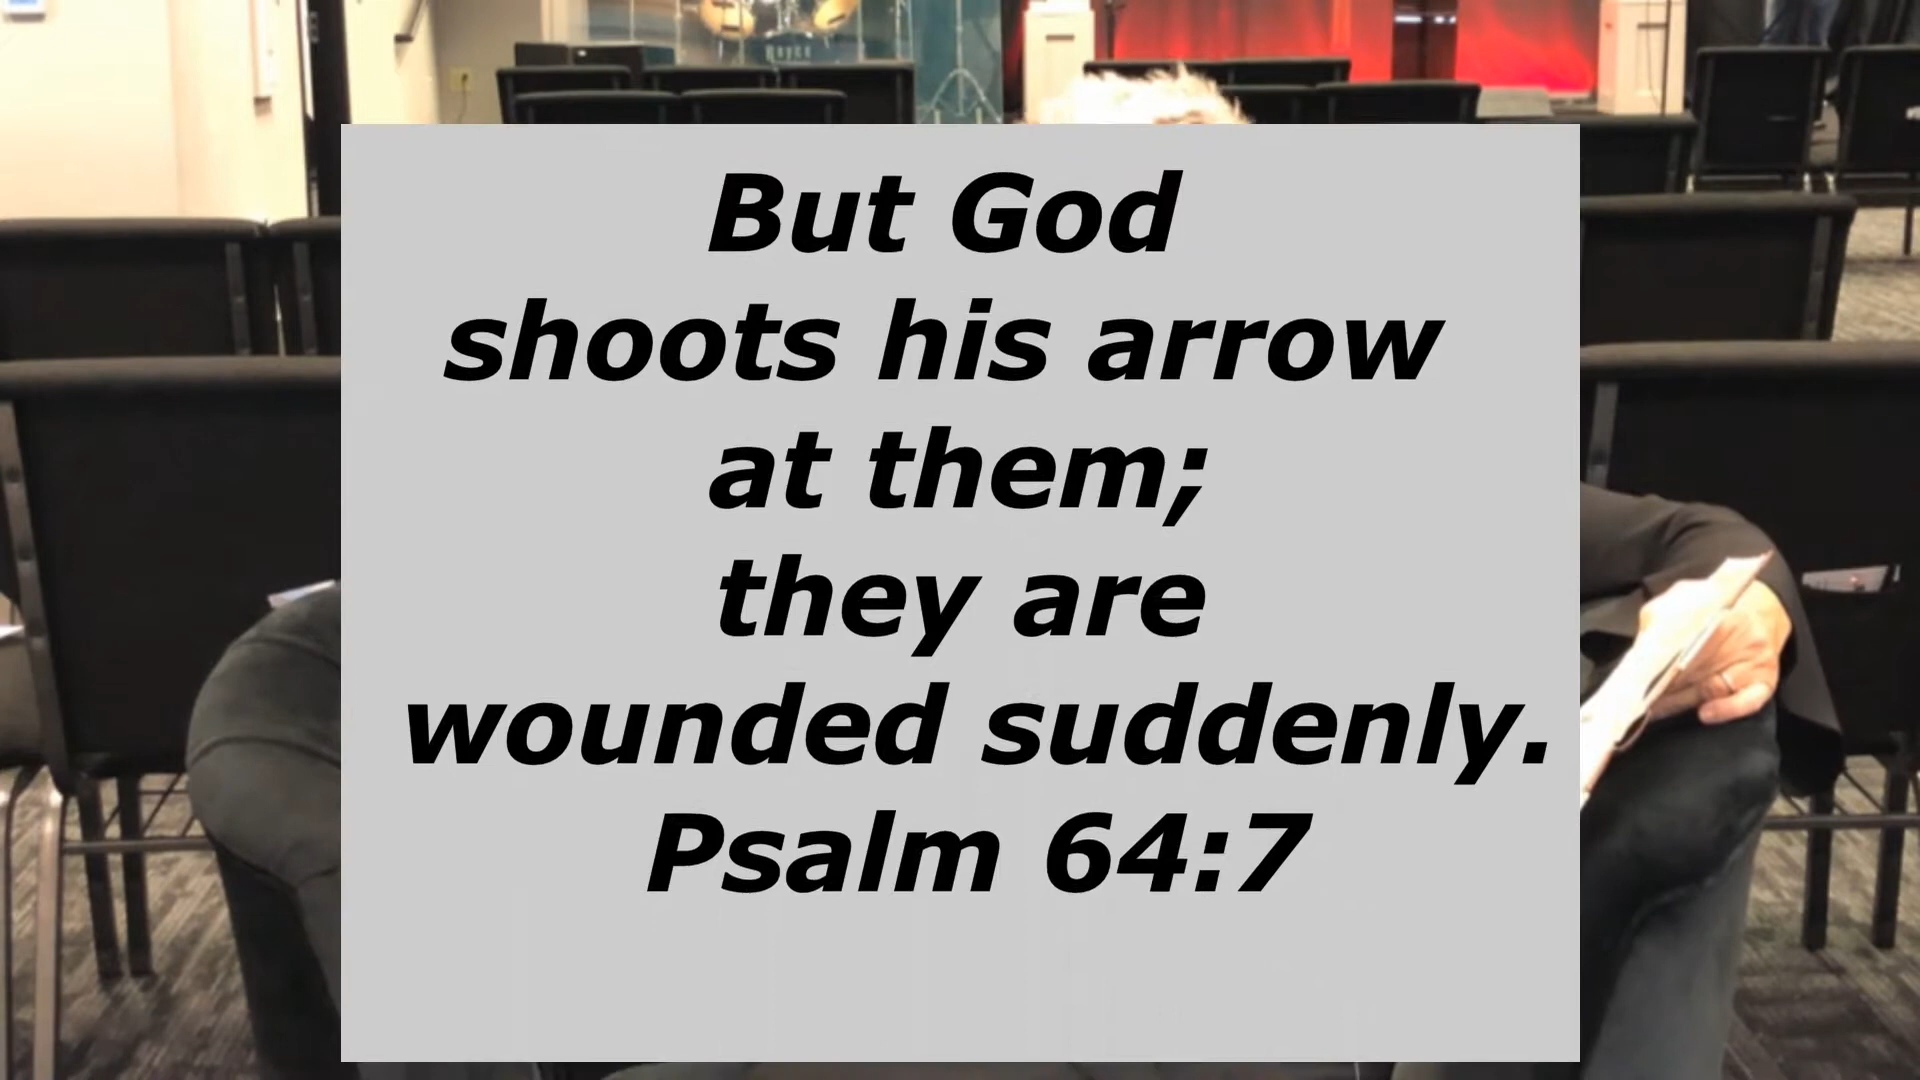 But God
shoots his arrow
at them;
they are
wounded suddenly.
Psalm 64:7